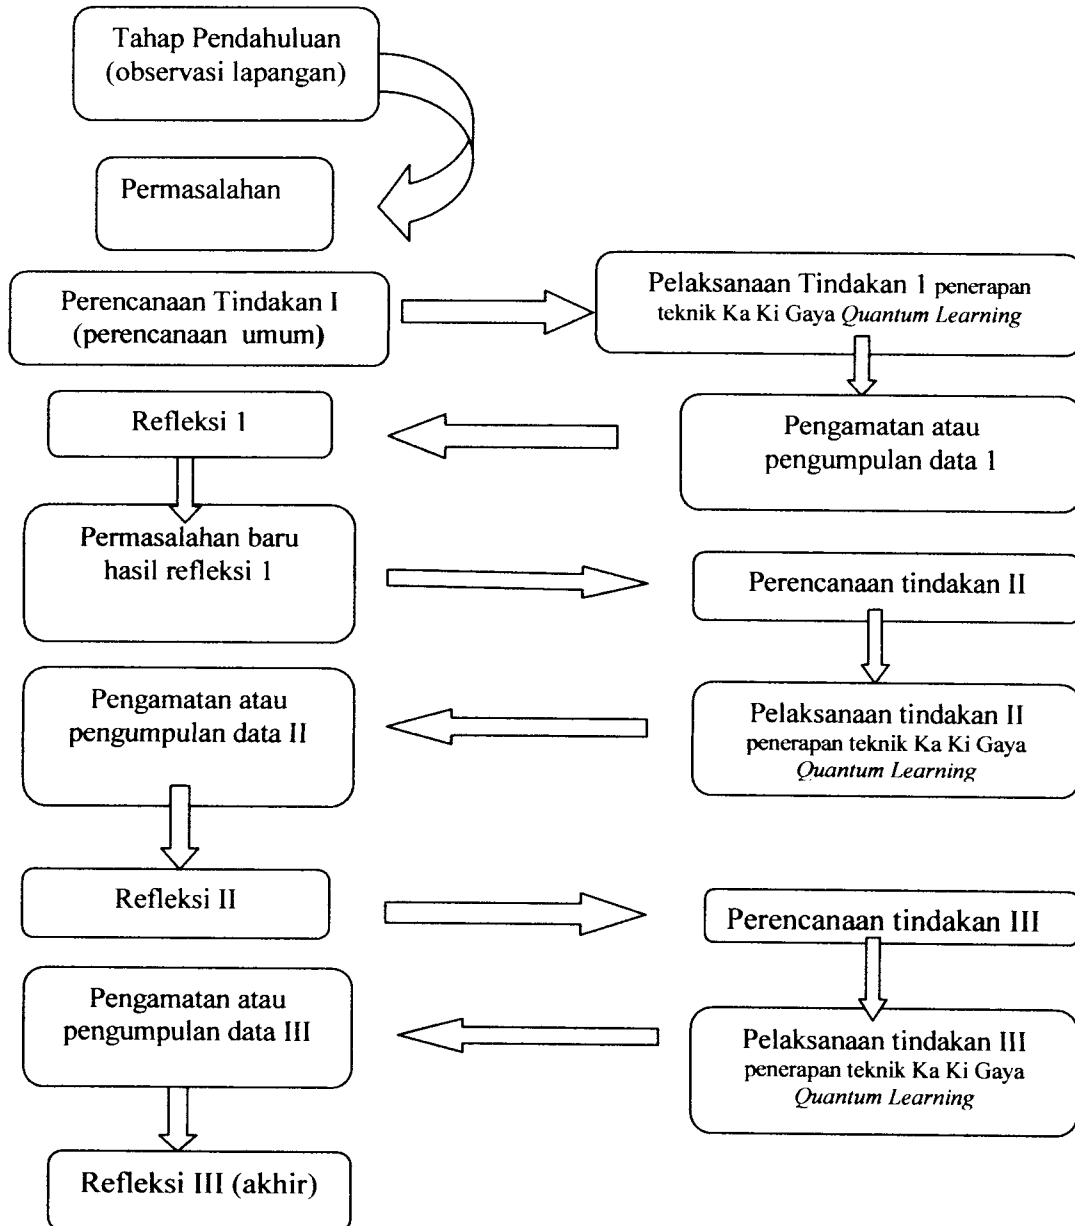 Tahap Pendahuluan
(observasi lapangan)
Permasalahan
Perencanaan Tindakan I
(perencanaan umum)
Pelaksanaan Tindakan 1 penerapan
teknik Ka Ki Gaya Quantum Learning
Refleksi 1
Pengamatan atau
pengumpulan data 1
Permasalahan baru
hasil refleksi 1
Perencanaan tindakan II
Pengamatan atau
pengumpulan data II
Pelaksanaan tindakan II
penerapan teknik Ka Ki Gaya
Quantum Learning
Refleksi II
Perencanaan tindakan III
Pengamatan atau
pengumpulan data III
Pelaksanaan tindakan III
penerapan teknik Ka Ki Gaya
Quantum Learning
Refleksi III (akhir)